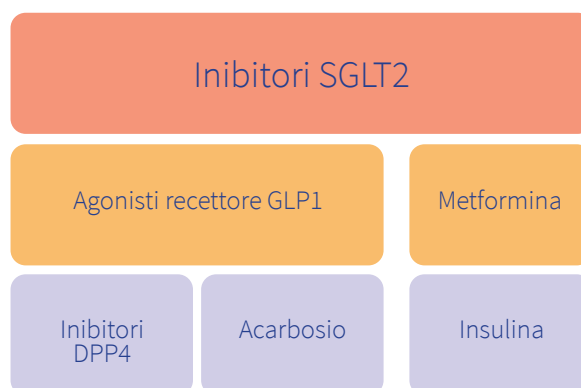 Inibitori SGLT2
Agonisti recettore GLP1
Metformina
Inibitori
DPP4
Acarbosio
Insulina